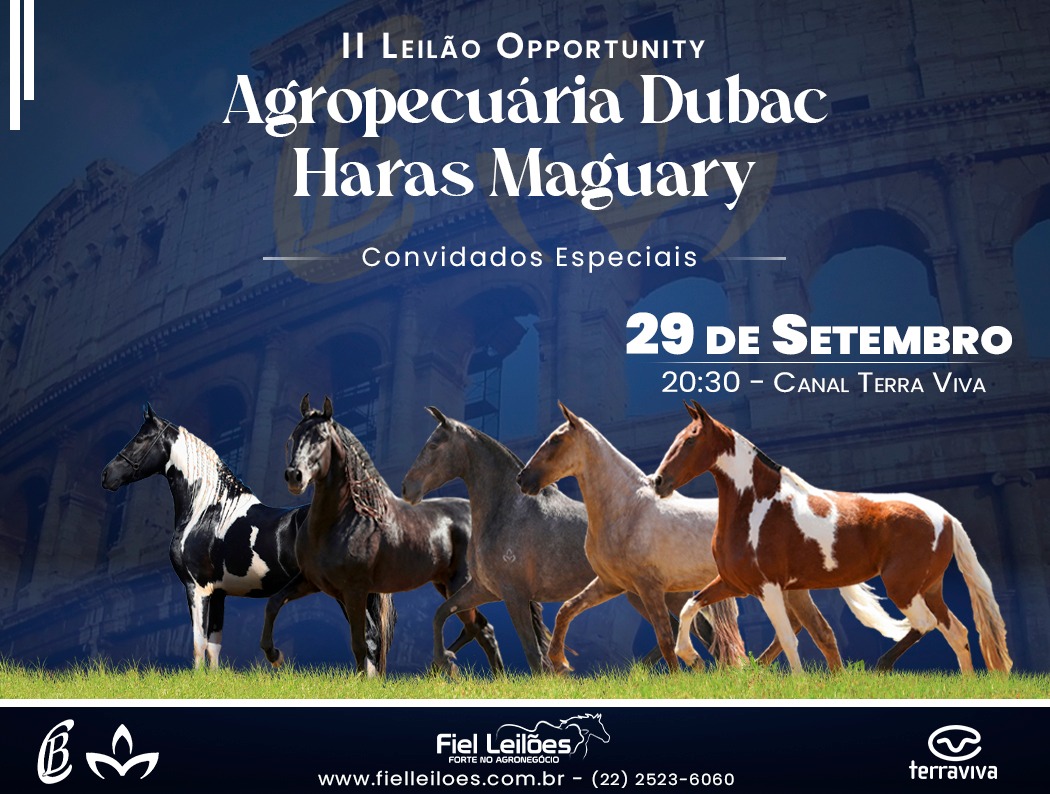 II Leilão Opportunity
Agropecuária Dubac
Haras Maguary
Convidados Especiais
29 de Setembro
20:30 - Canal Terra Viva
Fiel Leilões
FORTE NO AGRONEGÓCIO
www.fielleiloes.com.br - (22) 2523-6060
terraviva